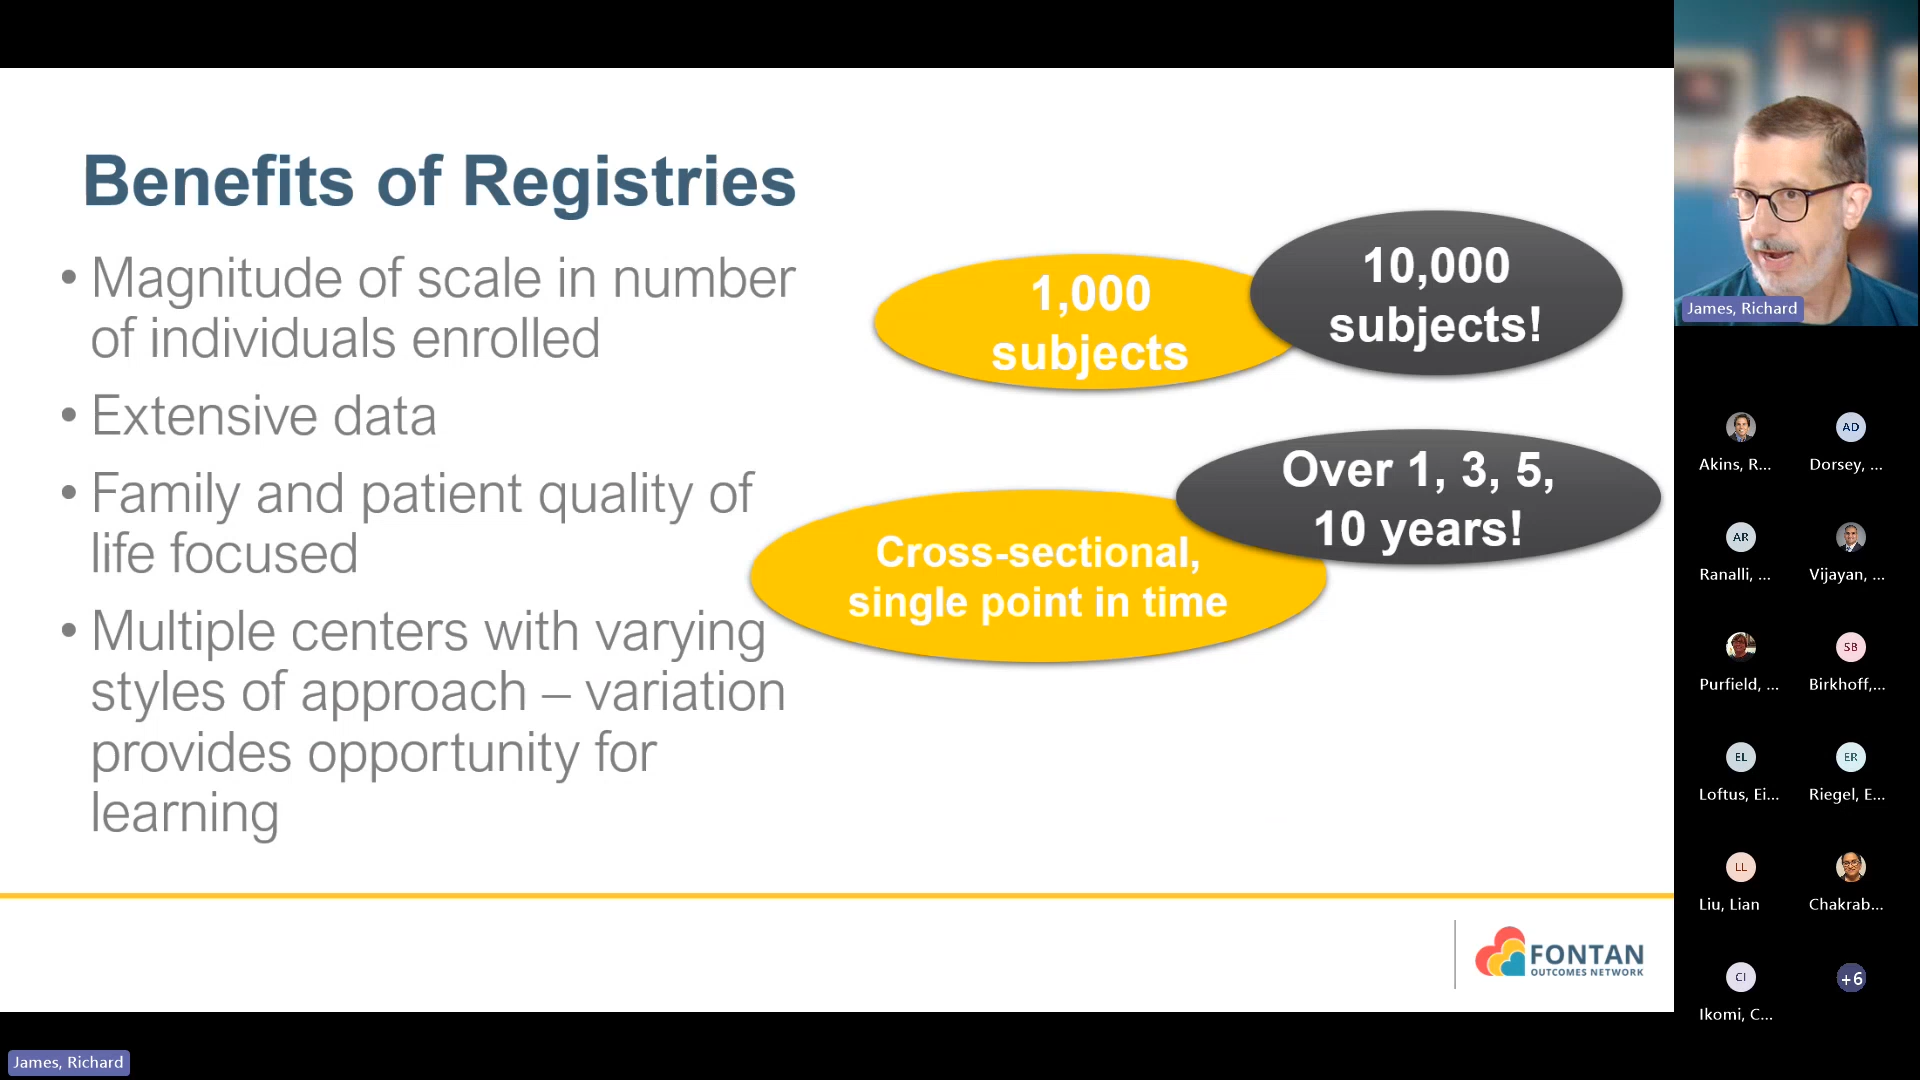 Benefits of Registries
• Magnitude of scale in number
of individuals enrolled
• Extensive data
• Family and patient quality of
life focused
• Multiple centers with varying
styles of approach – variation
provides opportunity for
learning
1,000
subjects
10,000
subjects!
Over 1, 3, 5,
10 years!
Cross-sectional,
single point in time
FONTAN
OUTCOMES NETWORK
James, Richard
AD
Akins, R...
Dorsey, ...
AR
Ranalli, ...
Vijayan, ...
SB
Purfield, ...
Birkhoff,...
EL
ER
Loftus, Ei...
Riegel, E...
LL
Liu, Lian
Chakrab...
CI
+6
Ikomi, C...
James, Richard